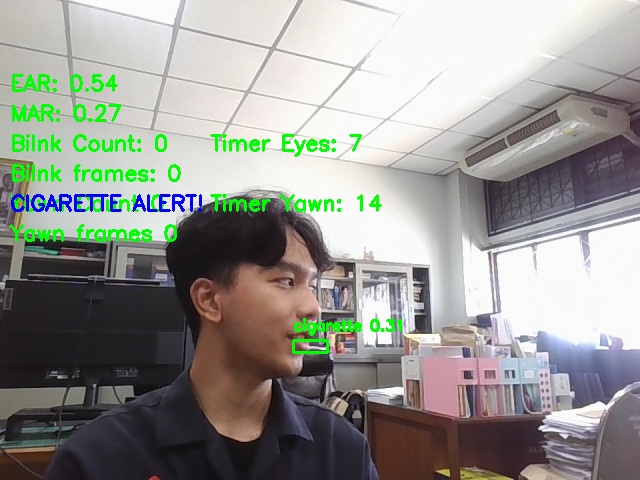 EAR: 0.54
MAR: 0.27
Bilnk Count: 0 Timer Eyes: 7
Bilnk frames: 0
CIGARETTE ALERT! Timer Yawn: 14
Yawn frames 0
cigarette 0.31